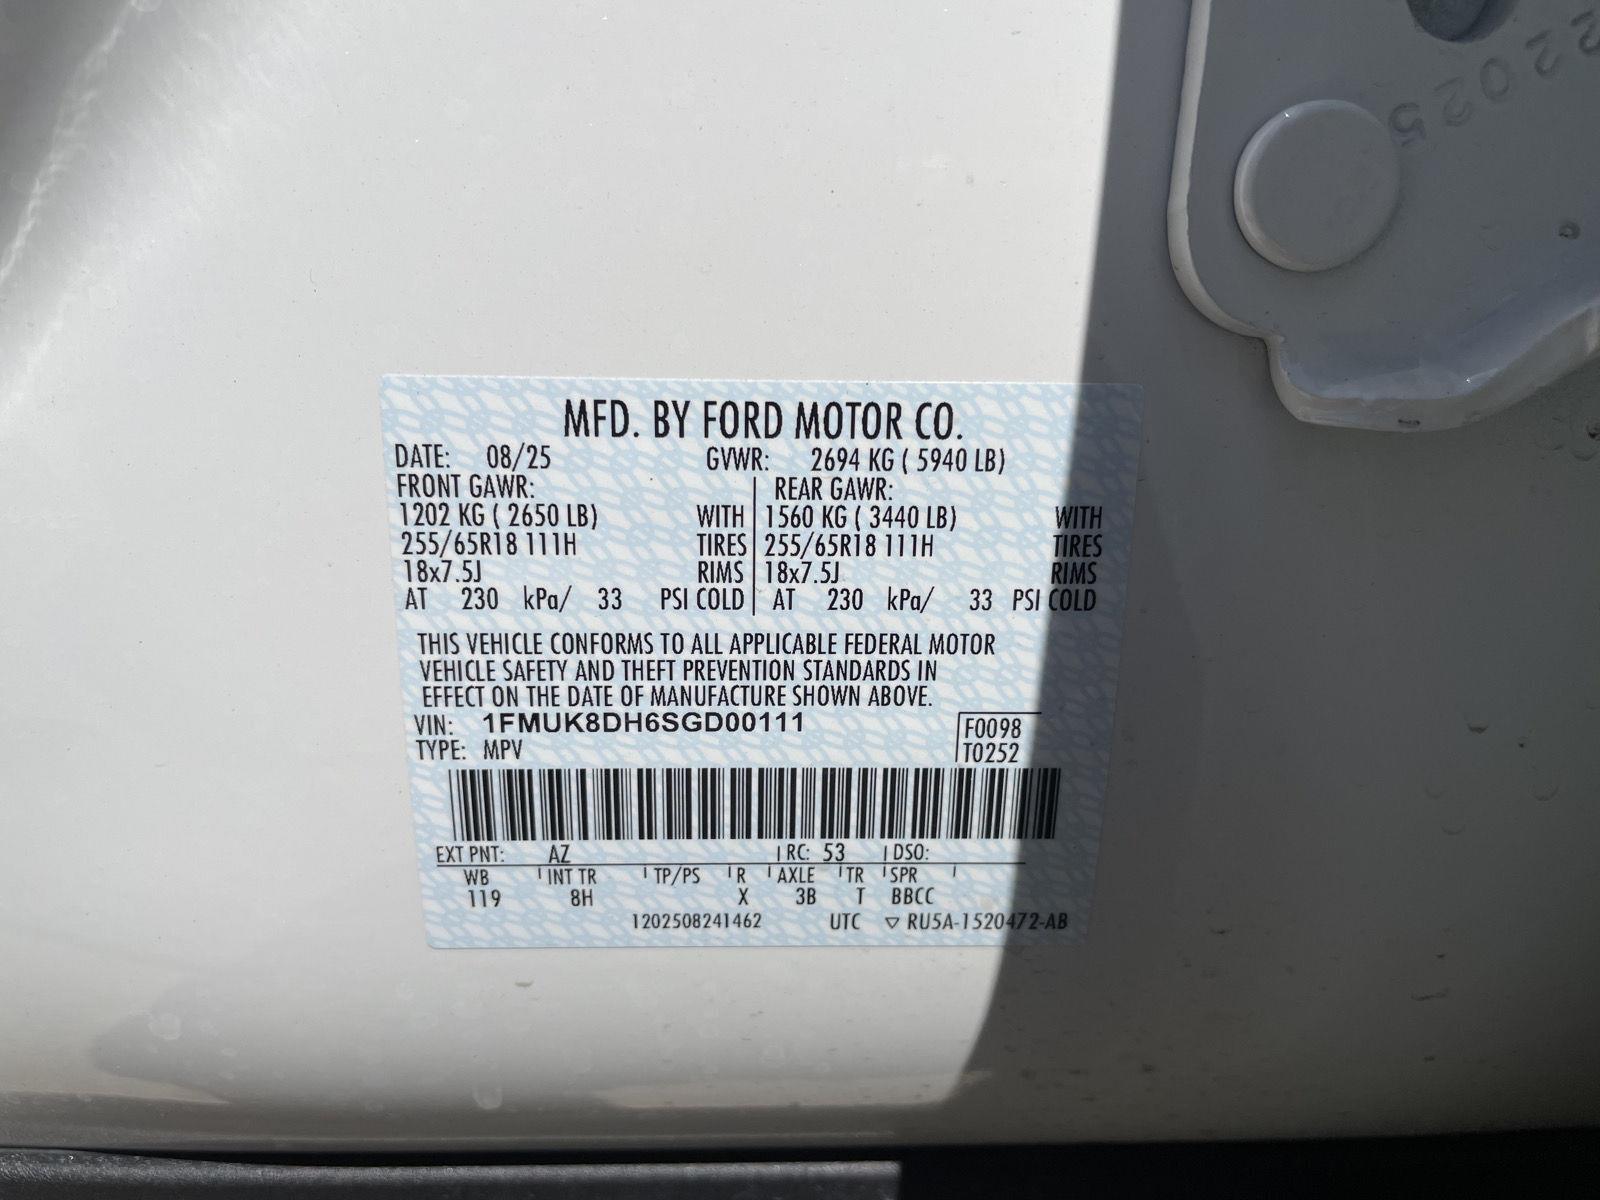 22025
MFD. BY FORD MOTOR CO.
DATE: 08/25 GVWR: 2694 KG ( 5940 LB)
FRONT GAWR: REAR GAWR:
1202 KG ( 2650 LB) WITH 1560 KG ( 3440 LB) WITH
255/65R18 111H TIRES 255/65R18 111H TIRES
18x7.5J RIMS 18x7.5J RIMS
AT 230 kPa/ 33 PSI COLD AT 230 kPa/ 33 PSI COLD
THIS VEHICLE CONFORMS TO ALL APPLICABLE FEDERAL MOTOR
VEHICLE SAFETY AND THEFT PREVENTION STANDARDS IN
EFFECT ON THE DATE OF MANUFACTURE SHOWN ABOVE.
VIN: 1FMUK8DH6SGD00111 F0098
TYPE: MPV T0252
EXT PNT: AZ RC: 53 DSO:
WB INT TR TP/PS R AXLE TR SPR
119 8H X 3B T BBCC
1202508241462 UTC ▽ RU5A-1520472-AB